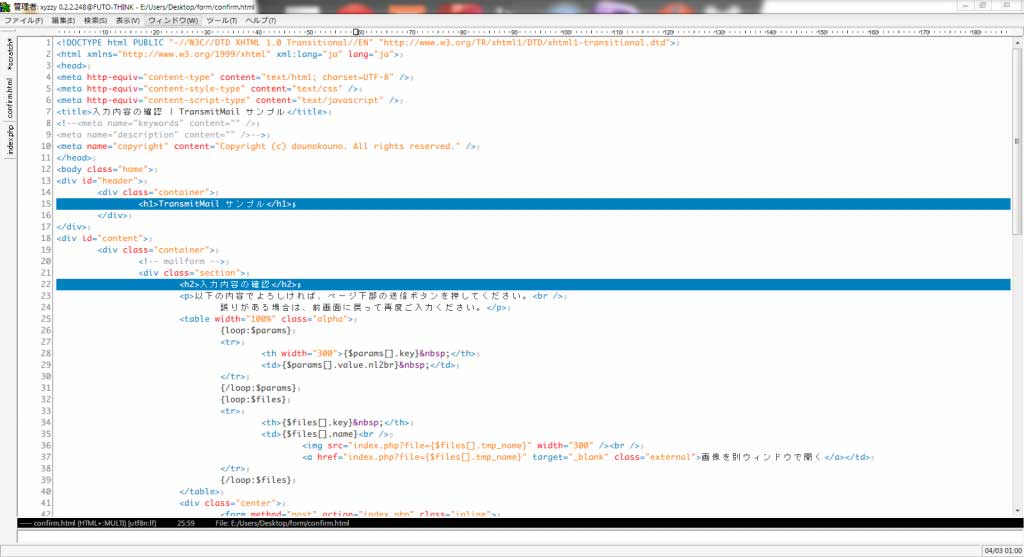 管理者: xyzzy 0.2.2.248@FUTO-THINK - E:/Users/Desktop/form/confirm.html
ファイル(F) 編集(E) 検索(S) 表示(V) ウィンドウ(W) ツール(T) ヘルプ(?)
*scratch*
confirm.html
index.php
10 20 30 40 50 60 70 80 90 100 110 120 130 140 150 160 170 180
1 <!DOCTYPE html PUBLIC "-//W3C//DTD XHTML 1.0 Transitional//EN" "http://www.w3.org/TR/xhtml1/DTD/xhtml1-transitional.dtd">
2 <html xmlns="http://www.w3.org/1999/xhtml" xml:lang="ja" lang="ja">
3 <head>
4 <meta http-equiv="content-type" content="text/html; charset=UTF-8" />
5 <meta http-equiv="content-style-type" content="text/css" />
6 <meta http-equiv="content-script-type" content="text/javascript" />
7 <title>入力内容の確認 | TransmitMail サンプル</title>
8 <!--<meta name="keywords" content="" />
9 <meta name="description" content="" />-->
10 <meta name="copyright" content="Copyright (c) dounokouno. All rights reserved." />
11 </head>
12 <body class="home">
13 <div id="header">
14 <div class="container">
15 <h1>TransmitMail サンプル</h1>
16 </div>
17 </div>
18 <div id="content">
19 <div class="container">
20 <!-- mailform -->
21 <div class="section">
22 <h2>入力内容の確認</h2>
23 <p>以下の内容でよろしければ、ページ下部の送信ボタンを押してください。<br />
24 誤りがある場合は、前画面に戻って再度ご入力ください。</p>
25 <table width="100%" class="alpha">
26 {loop:$params}
27 <tr>
28 <th width="300">{$params[].key}&nbsp;</th>
29 <td>{$params[].value.nl2br}&nbsp;</td>
30 </tr>
31 {/loop:$params}
32 {loop:$files}
33 <tr>
34 <th>{$files[].key}&nbsp;</th>
35 <td>{$files[].name}<br />
36 <img src="index.php?file={$files[].tmp_name}" width="300" /><br />
37 <a href="index.php?file={$files[].tmp_name}" target="_blank" class="external">画像を別ウィンドウで開く</a></td>
38 </tr>
39 {/loop:$files}
40 </table>
41 <div class="center">
42 <form method="post" action="index.php" class="inline">
---- confirm.html (HTML+:MULTI) [utf8n:lf] 25:59 File: E:/Users/Desktop/form/confirm.html
04/03 01:00